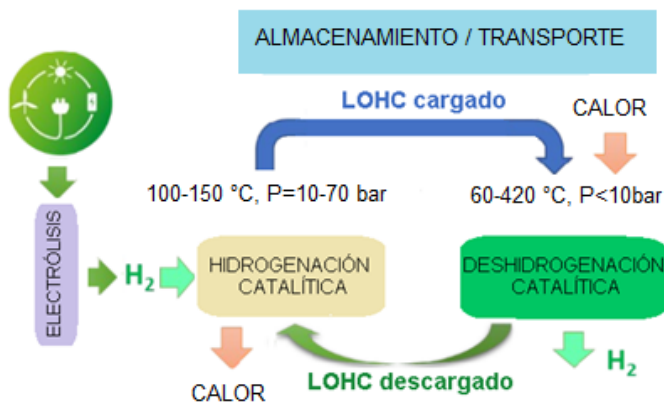 ALMACENAMIENTO / TRANSPORTE
LOHC cargado
CALOR
100-150 °C, P=10-70 bar
60-420 °C, P<10bar
ELECTRÓLISIS
H₂
HIDROGENACIÓN
CATALÍTICA
DESHIDROGENACIÓN
CATALÍTICA
H₂
CALOR
LOHC descargado